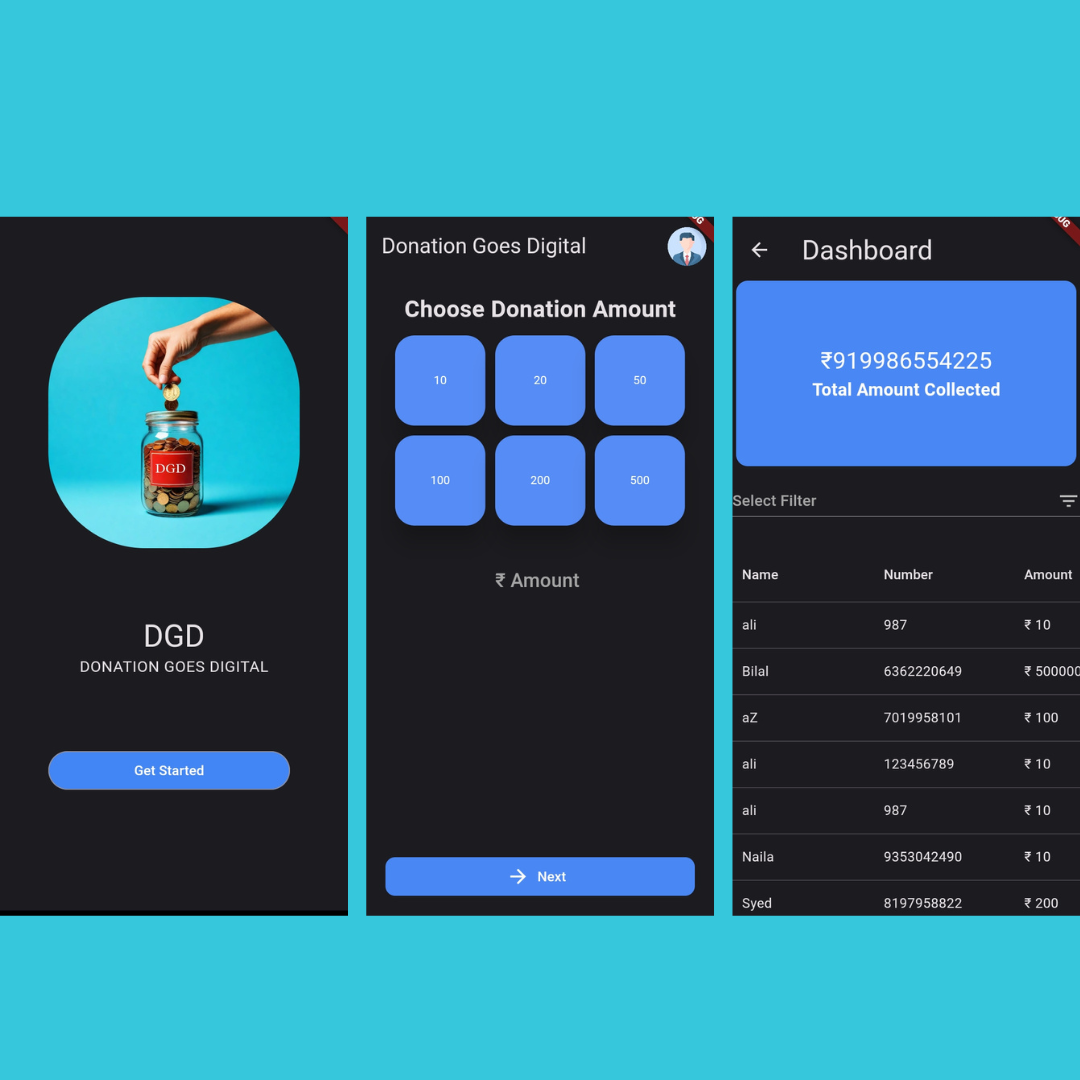 DGD
DGD
DONATION GOES DIGITAL
Get Started
Donation Goes Digital
Choose Donation Amount
10 20 50
100 200 500
₹ Amount
Next
Dashboard
₹919986554225
Total Amount Collected
Select Filter
Name Number Amount
ali 987 ₹ 10
Bilal 6362220649 ₹ 500000
aZ 7019958101 ₹ 100
ali 123456789 ₹ 10
ali 987 ₹ 10
Naila 9353042490 ₹ 10
Syed 8197958822 ₹ 200